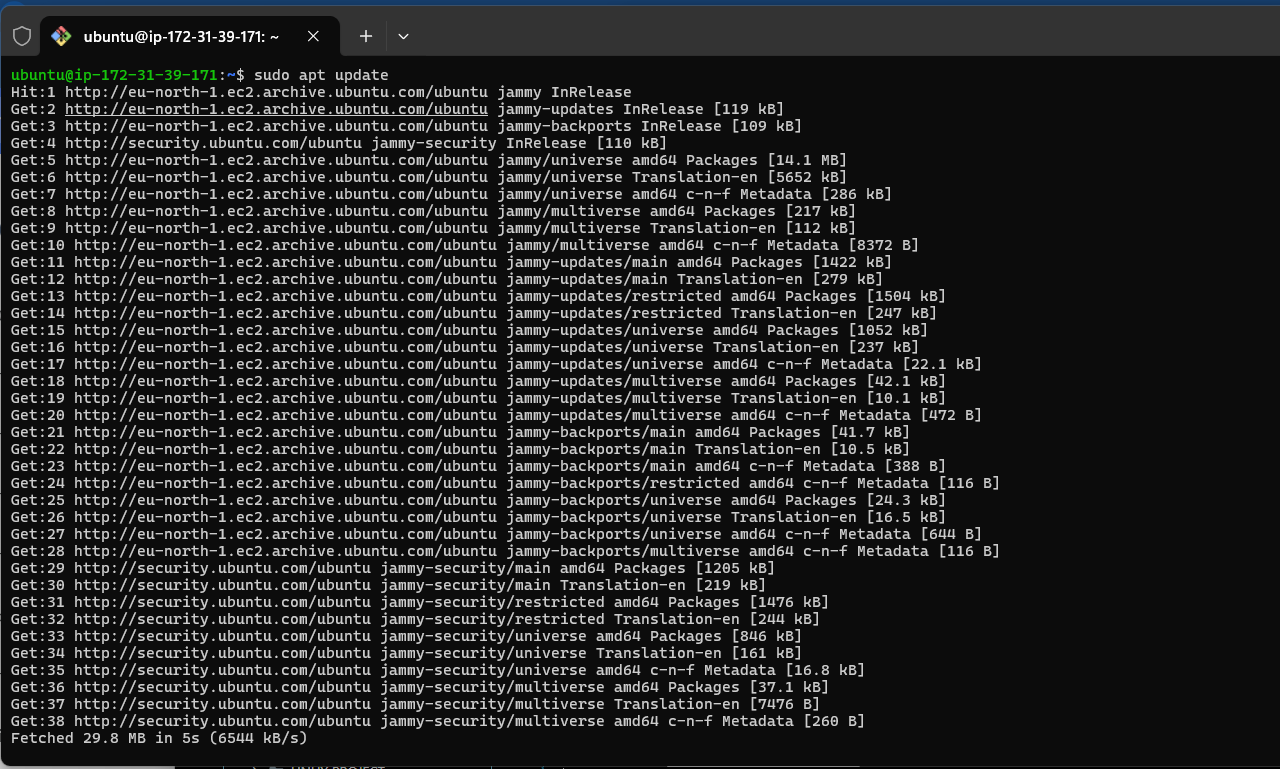 ubuntu@ip-172-31-39-171: ~
ubuntu@ip-172-31-39-171:~$ sudo apt update
Hit:1 http://eu-north-1.ec2.archive.ubuntu.com/ubuntu jammy InRelease
Get:2 http://eu-north-1.ec2.archive.ubuntu.com/ubuntu jammy-updates InRelease [119 kB]
Get:3 http://eu-north-1.ec2.archive.ubuntu.com/ubuntu jammy-backports InRelease [109 kB]
Get:4 http://security.ubuntu.com/ubuntu jammy-security InRelease [110 kB]
Get:5 http://eu-north-1.ec2.archive.ubuntu.com/ubuntu jammy/universe amd64 Packages [14.1 MB]
Get:6 http://eu-north-1.ec2.archive.ubuntu.com/ubuntu jammy/universe Translation-en [5652 kB]
Get:7 http://eu-north-1.ec2.archive.ubuntu.com/ubuntu jammy/universe amd64 c-n-f Metadata [286 kB]
Get:8 http://eu-north-1.ec2.archive.ubuntu.com/ubuntu jammy/multiverse amd64 Packages [217 kB]
Get:9 http://eu-north-1.ec2.archive.ubuntu.com/ubuntu jammy/multiverse Translation-en [112 kB]
Get:10 http://eu-north-1.ec2.archive.ubuntu.com/ubuntu jammy/multiverse amd64 c-n-f Metadata [8372 B]
Get:11 http://eu-north-1.ec2.archive.ubuntu.com/ubuntu jammy-updates/main amd64 Packages [1422 kB]
Get:12 http://eu-north-1.ec2.archive.ubuntu.com/ubuntu jammy-updates/main Translation-en [279 kB]
Get:13 http://eu-north-1.ec2.archive.ubuntu.com/ubuntu jammy-updates/restricted amd64 Packages [1504 kB]
Get:14 http://eu-north-1.ec2.archive.ubuntu.com/ubuntu jammy-updates/restricted Translation-en [247 kB]
Get:15 http://eu-north-1.ec2.archive.ubuntu.com/ubuntu jammy-updates/universe amd64 Packages [1052 kB]
Get:16 http://eu-north-1.ec2.archive.ubuntu.com/ubuntu jammy-updates/universe Translation-en [237 kB]
Get:17 http://eu-north-1.ec2.archive.ubuntu.com/ubuntu jammy-updates/universe amd64 c-n-f Metadata [22.1 kB]
Get:18 http://eu-north-1.ec2.archive.ubuntu.com/ubuntu jammy-updates/multiverse amd64 Packages [42.1 kB]
Get:19 http://eu-north-1.ec2.archive.ubuntu.com/ubuntu jammy-updates/multiverse Translation-en [10.1 kB]
Get:20 http://eu-north-1.ec2.archive.ubuntu.com/ubuntu jammy-updates/multiverse amd64 c-n-f Metadata [472 B]
Get:21 http://eu-north-1.ec2.archive.ubuntu.com/ubuntu jammy-backports/main amd64 Packages [41.7 kB]
Get:22 http://eu-north-1.ec2.archive.ubuntu.com/ubuntu jammy-backports/main Translation-en [10.5 kB]
Get:23 http://eu-north-1.ec2.archive.ubuntu.com/ubuntu jammy-backports/main amd64 c-n-f Metadata [388 B]
Get:24 http://eu-north-1.ec2.archive.ubuntu.com/ubuntu jammy-backports/restricted amd64 c-n-f Metadata [116 B]
Get:25 http://eu-north-1.ec2.archive.ubuntu.com/ubuntu jammy-backports/universe amd64 Packages [24.3 kB]
Get:26 http://eu-north-1.ec2.archive.ubuntu.com/ubuntu jammy-backports/universe Translation-en [16.5 kB]
Get:27 http://eu-north-1.ec2.archive.ubuntu.com/ubuntu jammy-backports/universe amd64 c-n-f Metadata [644 B]
Get:28 http://eu-north-1.ec2.archive.ubuntu.com/ubuntu jammy-backports/multiverse amd64 c-n-f Metadata [116 B]
Get:29 http://security.ubuntu.com/ubuntu jammy-security/main amd64 Packages [1205 kB]
Get:30 http://security.ubuntu.com/ubuntu jammy-security/main Translation-en [219 kB]
Get:31 http://security.ubuntu.com/ubuntu jammy-security/restricted amd64 Packages [1476 kB]
Get:32 http://security.ubuntu.com/ubuntu jammy-security/restricted Translation-en [244 kB]
Get:33 http://security.ubuntu.com/ubuntu jammy-security/universe amd64 Packages [846 kB]
Get:34 http://security.ubuntu.com/ubuntu jammy-security/universe Translation-en [161 kB]
Get:35 http://security.ubuntu.com/ubuntu jammy-security/universe amd64 c-n-f Metadata [16.8 kB]
Get:36 http://security.ubuntu.com/ubuntu jammy-security/multiverse amd64 Packages [37.1 kB]
Get:37 http://security.ubuntu.com/ubuntu jammy-security/multiverse Translation-en [7476 B]
Get:38 http://security.ubuntu.com/ubuntu jammy-security/multiverse amd64 c-n-f Metadata [260 B]
Fetched 29.8 MB in 5s (6544 kB/s)